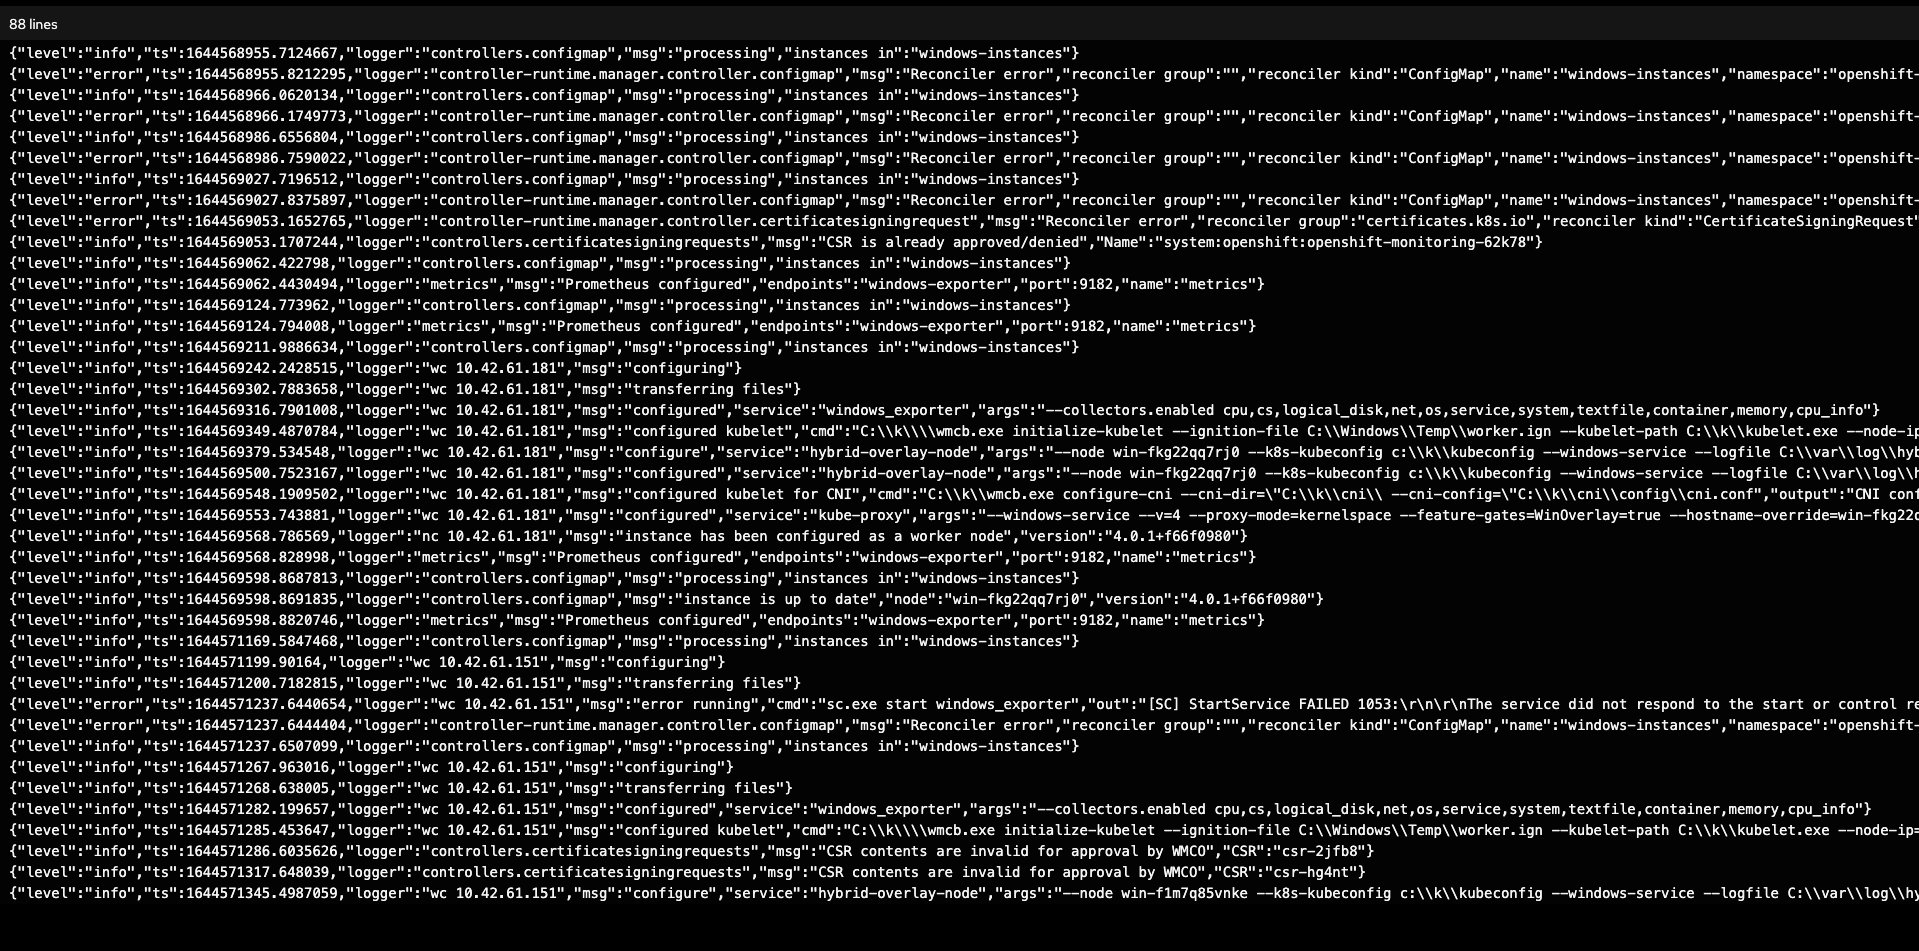 88 lines
{"level":"info","ts":1644568955.7124667,"logger":"controllers.configmap","msg":"processing","instances in":"windows-instances"}
{"level":"error","ts":1644568955.8212295,"logger":"controller-runtime.manager.controller.configmap","msg":"Reconciler error","reconciler group":"","reconciler kind":"ConfigMap","name":"windows-instances","namespace":"openshift-
{"level":"info","ts":1644568966.0620134,"logger":"controllers.configmap","msg":"processing","instances in":"windows-instances"}
{"level":"error","ts":1644568966.1749773,"logger":"controller-runtime.manager.controller.configmap","msg":"Reconciler error","reconciler group":"","reconciler kind":"ConfigMap","name":"windows-instances","namespace":"openshift-
{"level":"info","ts":1644568986.6556804,"logger":"controllers.configmap","msg":"processing","instances in":"windows-instances"}
{"level":"error","ts":1644568986.7590022,"logger":"controller-runtime.manager.controller.configmap","msg":"Reconciler error","reconciler group":"","reconciler kind":"ConfigMap","name":"windows-instances","namespace":"openshift-
{"level":"info","ts":1644569027.7196512,"logger":"controllers.configmap","msg":"processing","instances in":"windows-instances"}
{"level":"error","ts":1644569027.8375897,"logger":"controller-runtime.manager.controller.configmap","msg":"Reconciler error","reconciler group":"","reconciler kind":"ConfigMap","name":"windows-instances","namespace":"openshift-
{"level":"error","ts":1644569053.1652765,"logger":"controller-runtime.manager.controller.certificatesigningrequest","msg":"Reconciler error","reconciler group":"certificates.k8s.io","reconciler kind":"CertificateSigningRequest"
{"level":"info","ts":1644569053.1707244,"logger":"controllers.certificatesigningrequests","msg":"CSR is already approved/denied","Name":"system:openshift:openshift-monitoring-62k78"}
{"level":"info","ts":1644569062.422798,"logger":"controllers.configmap","msg":"processing","instances in":"windows-instances"}
{"level":"info","ts":1644569062.4430494,"logger":"metrics","msg":"Prometheus configured","endpoints":"windows-exporter","port":9182,"name":"metrics"}
{"level":"info","ts":1644569124.773962,"logger":"controllers.configmap","msg":"processing","instances in":"windows-instances"}
{"level":"info","ts":1644569124.794008,"logger":"metrics","msg":"Prometheus configured","endpoints":"windows-exporter","port":9182,"name":"metrics"}
{"level":"info","ts":1644569211.9886634,"logger":"controllers.configmap","msg":"processing","instances in":"windows-instances"}
{"level":"info","ts":1644569242.2428515,"logger":"wc 10.42.61.181","msg":"configuring"}
{"level":"info","ts":1644569302.7883658,"logger":"wc 10.42.61.181","msg":"transferring files"}
{"level":"info","ts":1644569316.7901008,"logger":"wc 10.42.61.181","msg":"configured","service":"windows_exporter","args":"--collectors.enabled cpu,cs,logical_disk,net,os,service,system,textfile,container,memory,cpu_info"}
{"level":"info","ts":1644569349.4870784,"logger":"wc 10.42.61.181","msg":"configured kubelet","cmd":"C:\\k\\\\wmcb.exe initialize-kubelet --ignition-file C:\\Windows\\Temp\\worker.ign --kubelet-path C:\\k\\kubelet.exe --node-ip
{"level":"info","ts":1644569379.534548,"logger":"wc 10.42.61.181","msg":"configure","service":"hybrid-overlay-node","args":"--node win-fkg22qq7rj0 --k8s-kubeconfig c:\\k\\kubeconfig --windows-service --logfile C:\\var\\log\\hyb
{"level":"info","ts":1644569500.7523167,"logger":"wc 10.42.61.181","msg":"configured","service":"hybrid-overlay-node","args":"--node win-fkg22qq7rj0 --k8s-kubeconfig c:\\k\\kubeconfig --windows-service --logfile C:\\var\\log\\h
{"level":"info","ts":1644569548.1909502,"logger":"wc 10.42.61.181","msg":"configured kubelet for CNI","cmd":"C:\\k\\wmcb.exe configure-cni --cni-dir=\"C:\\k\\cni\\ --cni-config=\"C:\\k\\cni\\config\\cni.conf","output":"CNI conf
{"level":"info","ts":1644569553.743881,"logger":"wc 10.42.61.181","msg":"configured","service":"kube-proxy","args":"--windows-service --v=4 --proxy-mode=kernelspace --feature-gates=WinOverlay=true --hostname-override=win-fkg22q
{"level":"info","ts":1644569568.786569,"logger":"nc 10.42.61.181","msg":"instance has been configured as a worker node","version":"4.0.1+f66f0980"}
{"level":"info","ts":1644569568.828998,"logger":"metrics","msg":"Prometheus configured","endpoints":"windows-exporter","port":9182,"name":"metrics"}
{"level":"info","ts":1644569598.8687813,"logger":"controllers.configmap","msg":"processing","instances in":"windows-instances"}
{"level":"info","ts":1644569598.8691835,"logger":"controllers.configmap","msg":"instance is up to date","node":"win-fkg22qq7rj0","version":"4.0.1+f66f0980"}
{"level":"info","ts":1644569598.8820746,"logger":"metrics","msg":"Prometheus configured","endpoints":"windows-exporter","port":9182,"name":"metrics"}
{"level":"info","ts":1644571169.5847468,"logger":"controllers.configmap","msg":"processing","instances in":"windows-instances"}
{"level":"info","ts":1644571199.90164,"logger":"wc 10.42.61.151","msg":"configuring"}
{"level":"info","ts":1644571200.7182815,"logger":"wc 10.42.61.151","msg":"transferring files"}
{"level":"error","ts":1644571237.6440654,"logger":"wc 10.42.61.151","msg":"error running","cmd":"sc.exe start windows_exporter","out":"[SC] StartService FAILED 1053:\r\n\r\nThe service did not respond to the start or control re
{"level":"error","ts":1644571237.6444404,"logger":"controller-runtime.manager.controller.configmap","msg":"Reconciler error","reconciler group":"","reconciler kind":"ConfigMap","name":"windows-instances","namespace":"openshift-
{"level":"info","ts":1644571237.6507099,"logger":"controllers.configmap","msg":"processing","instances in":"windows-instances"}
{"level":"info","ts":1644571267.963016,"logger":"wc 10.42.61.151","msg":"configuring"}
{"level":"info","ts":1644571268.638005,"logger":"wc 10.42.61.151","msg":"transferring files"}
{"level":"info","ts":1644571282.199657,"logger":"wc 10.42.61.151","msg":"configured","service":"windows_exporter","args":"--collectors.enabled cpu,cs,logical_disk,net,os,service,system,textfile,container,memory,cpu_info"}
{"level":"info","ts":1644571285.453647,"logger":"wc 10.42.61.151","msg":"configured kubelet","cmd":"C:\\k\\\\wmcb.exe initialize-kubelet --ignition-file C:\\Windows\\Temp\\worker.ign --kubelet-path C:\\k\\kubelet.exe --node-ip=
{"level":"info","ts":1644571286.6035626,"logger":"controllers.certificatesigningrequests","msg":"CSR contents are invalid for approval by WMCO","CSR":"csr-2jfb8"}
{"level":"info","ts":1644571317.648039,"logger":"controllers.certificatesigningrequests","msg":"CSR contents are invalid for approval by WMCO","CSR":"csr-hg4nt"}
{"level":"info","ts":1644571345.4987059,"logger":"wc 10.42.61.151","msg":"configure","service":"hybrid-overlay-node","args":"--node win-f1m7q85vnke --k8s-kubeconfig c:\\k\\kubeconfig --windows-service --logfile C:\\var\\log\\hy